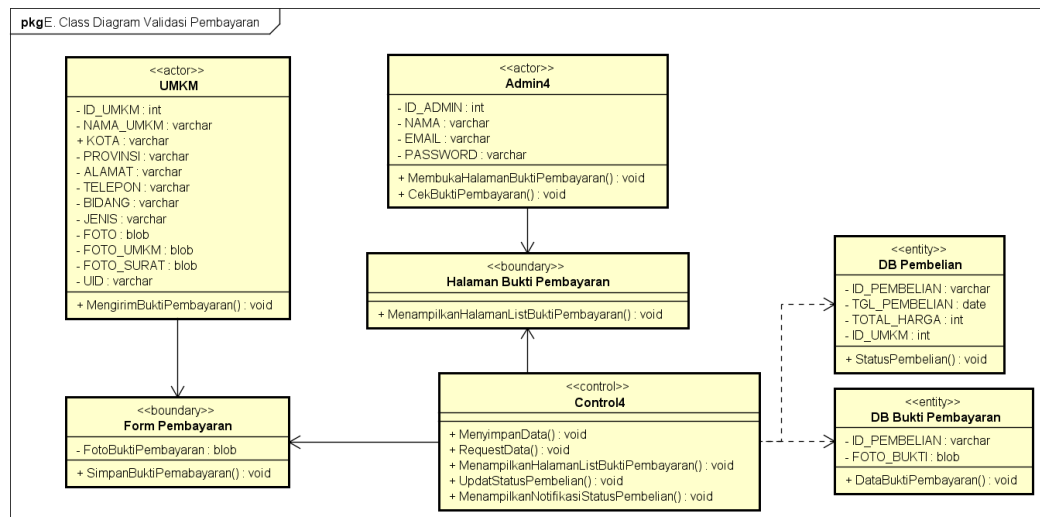 pkgE. Class Diagram Validasi Pembayaran
<<actor>>
UMKM
- ID_UMKM : int
- NAMA_UMKM : varchar
+ KOTA : varchar
- PROVINSI : varchar
- ALAMAT : varchar
- TELEPON : varchar
- BIDANG : varchar
- JENIS : varchar
- FOTO : blob
- FOTO_UMKM : blob
- FOTO_SURAT : blob
- UID : varchar
+ MengirimBuktiPembayaran() : void
<<actor>>
Admin4
- ID_ADMIN : int
- NAMA : varchar
- EMAIL : varchar
- PASSWORD : varchar
+ MembukaHalamanBuktiPembayaran() : void
+ CekBuktiPembayaran() : void
<<boundary>>
Halaman Bukti Pembayaran
+ MenampilkanHalamanListBuktiPembayaran() : void
<<entity>>
DB Pembelian
- ID_PEMBELIAN : varchar
- TGL_PEMBELIAN : date
- TOTAL_HARGA : int
- ID_UMKM : int
+ StatusPembelian() : void
<<boundary>>
Form Pembayaran
- FotoBuktiPembayaran : blob
+ SimpanBuktiPemabayaran() : void
<<control>>
Control4
+ MenyimpanData() : void
+ RequestData() : void
+ MenampilkanHalamanListBuktiPembayaran() : void
+ UpdatStatusPembelian() : void
+ MenampilkanNotifikasiStatusPembelian() : void
<<entity>>
DB Bukti Pembayaran
- ID_PEMBELIAN : varchar
- FOTO_BUKTI : blob
+ DataBuktiPembayaran() : void